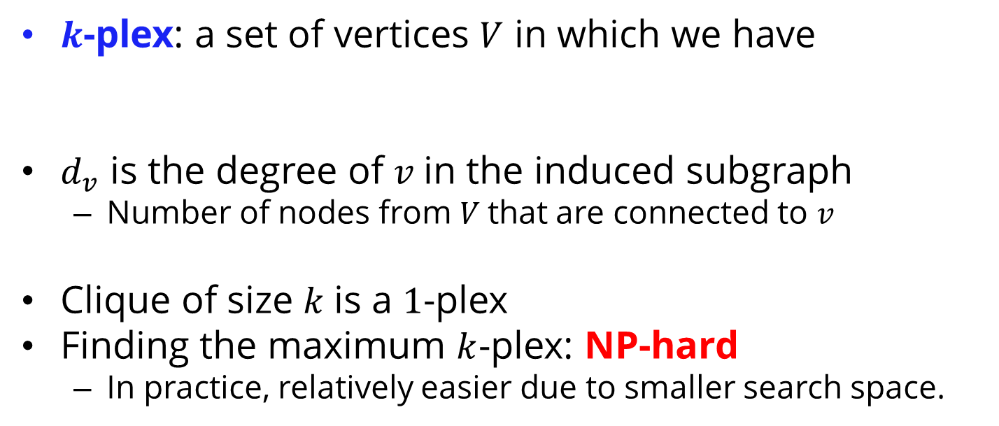 • k-plex: a set of vertices V in which we have
• dᵥ is the degree of v in the induced subgraph
– Number of nodes from V that are connected to v
• Clique of size k is a 1-plex
• Finding the maximum k-plex: NP-hard
– In practice, relatively easier due to smaller search space.